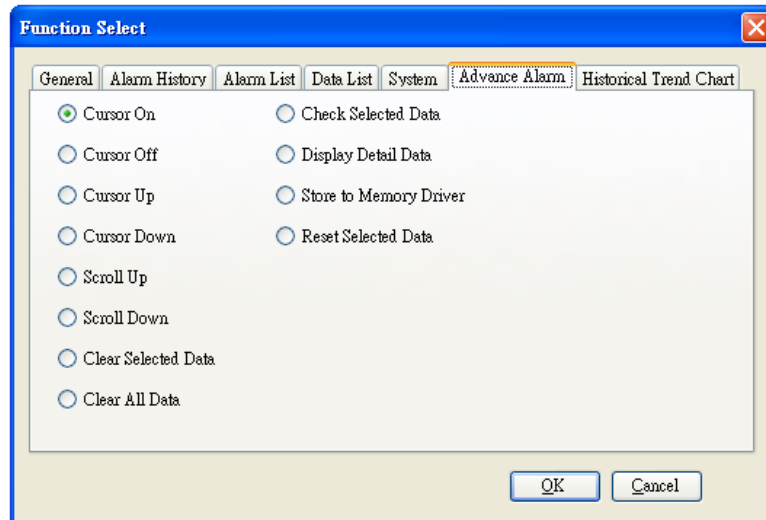 Function Select
General Alarm History Alarm List Data List System Advance Alarm Historical Trend Chart
Cursor On Check Selected Data
Cursor Off Display Detail Data
Cursor Up Store to Memory Driver
Cursor Down Reset Selected Data
Scroll Up
Scroll Down
Clear Selected Data
Clear All Data
OK Cancel